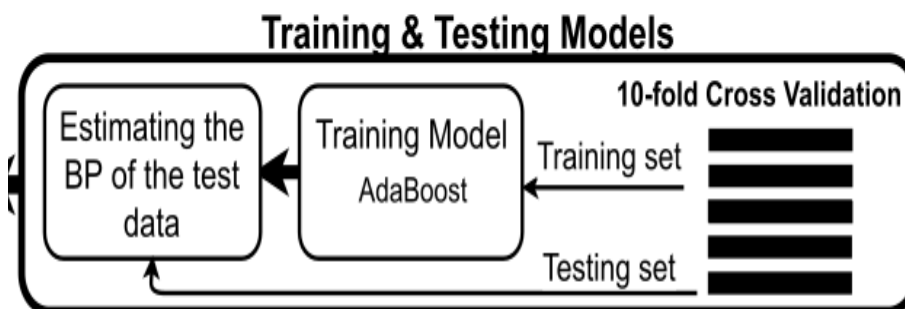 Training & Testing Models
10-fold Cross Validation
Estimating the
BP of the test
data
Training Model
AdaBoost
Training set
Testing set